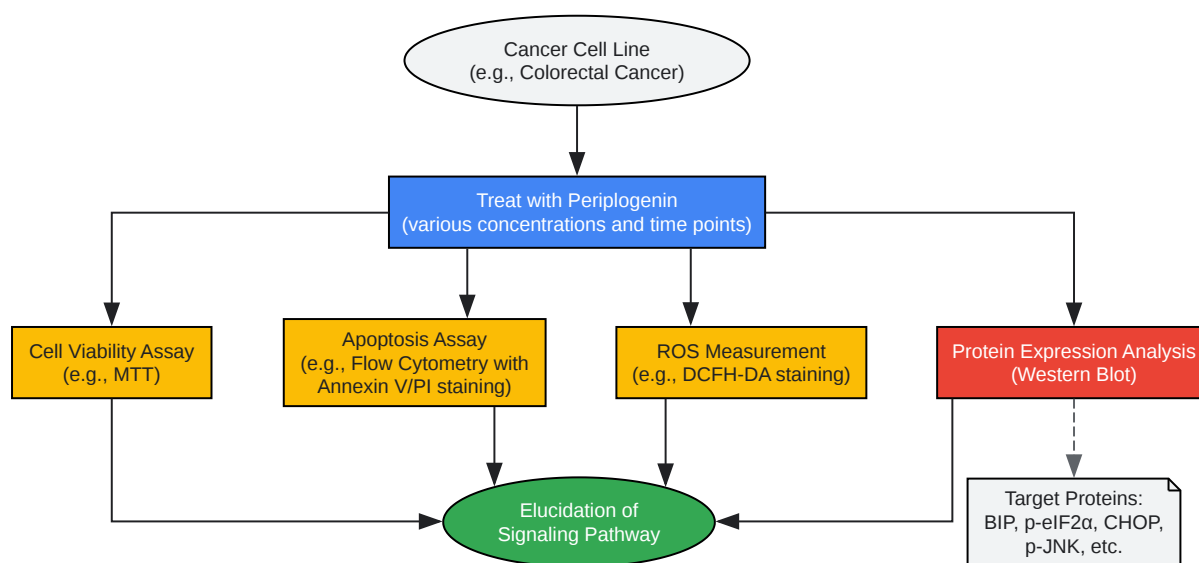 Cancer Cell Line
(e.g., Colorectal Cancer)
Treat with Periplogenin
(various concentrations and time points)
Cell Viability Assay
(e.g., MTT)
Apoptosis Assay
(e.g., Flow Cytometry with
Annexin V/PI staining)
ROS Measurement
(e.g., DCFH-DA staining)
Protein Expression Analysis
(Western Blot)
Elucidation of
Signaling Pathway
Target Proteins:
BIP, p-eIF2α, CHOP,
p-JNK, etc.